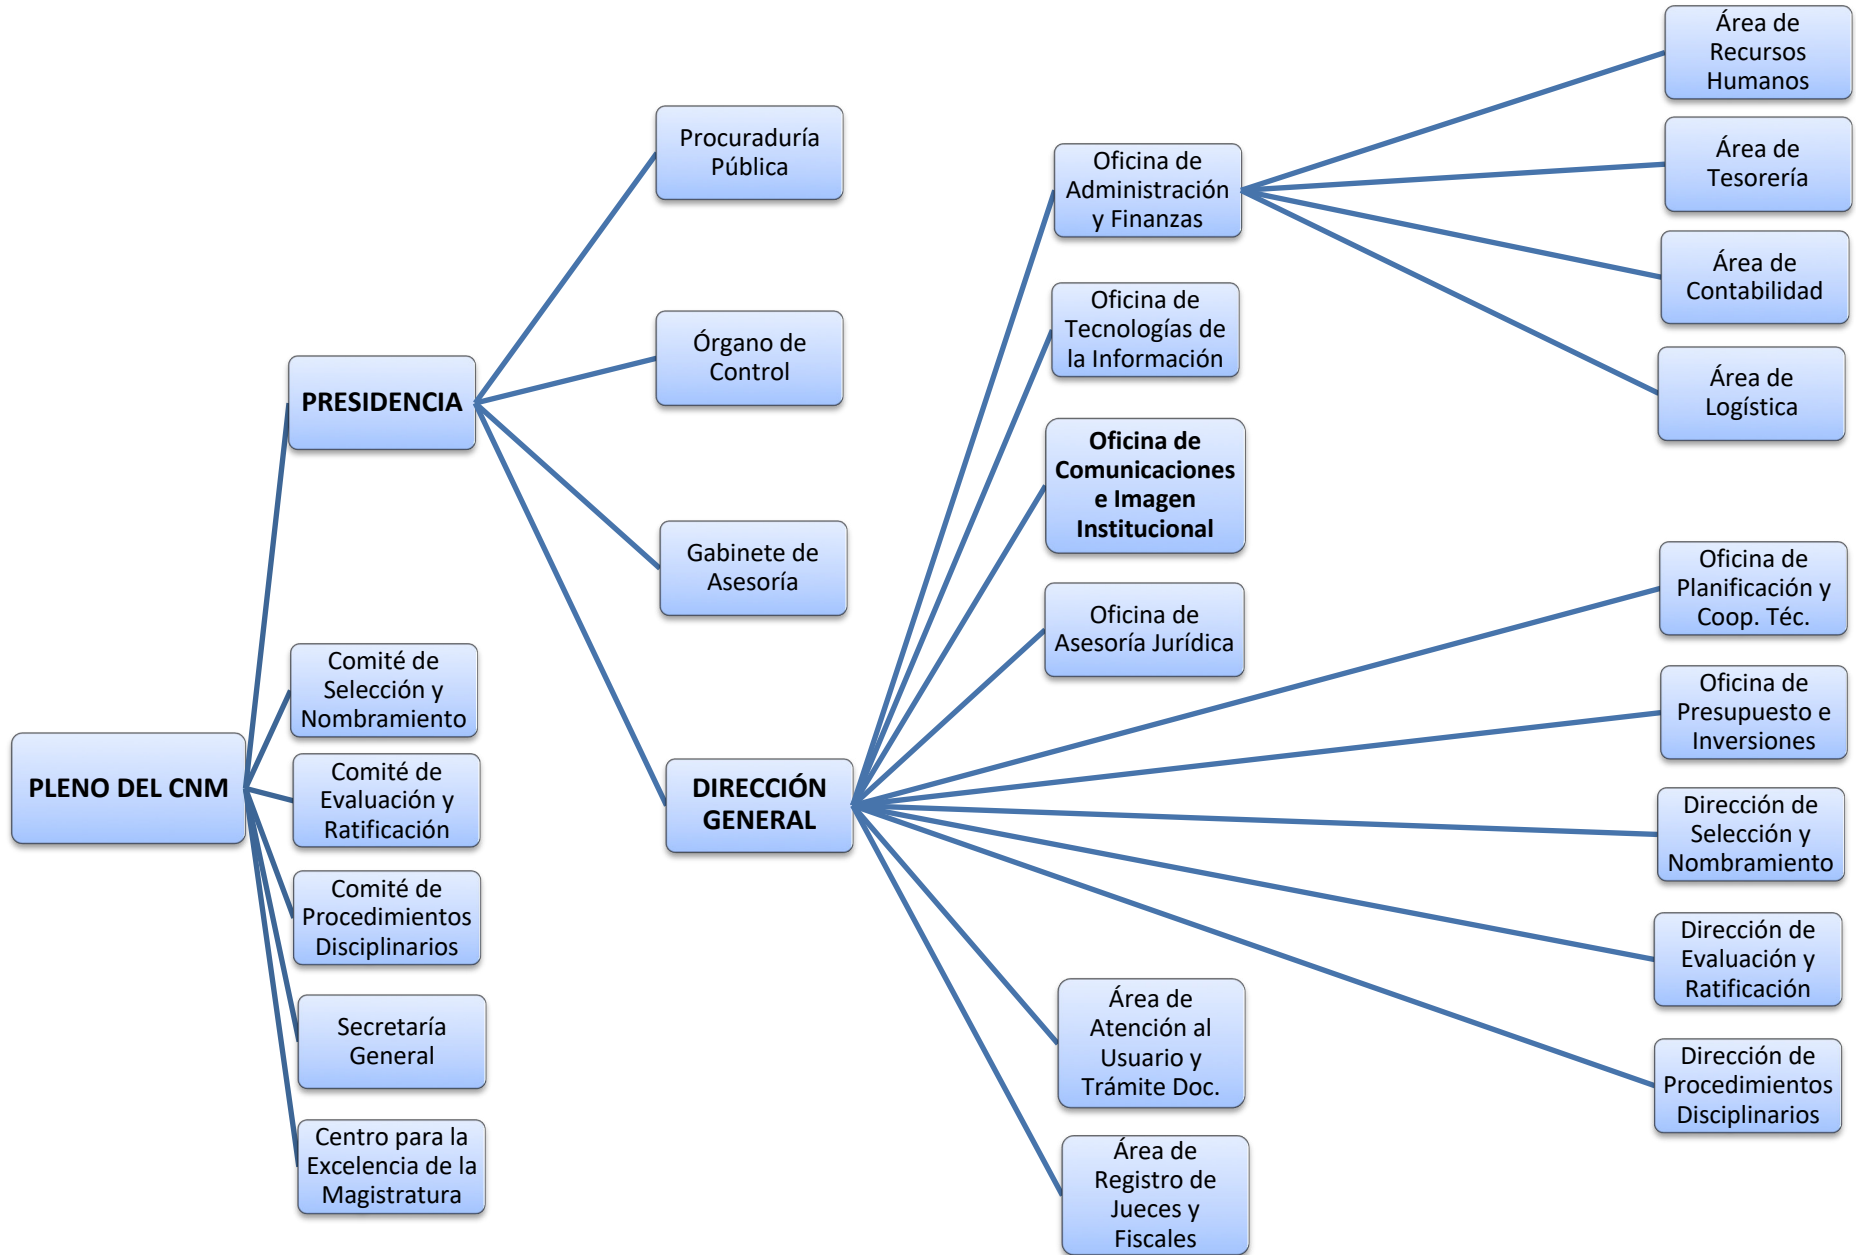 PLENO DEL CNM
PRESIDENCIA
Comité de
Selección y
Nombramiento
Comité de
Evaluación y
Ratificación
Comité de
Procedimientos
Disciplinarios
Secretaría
General
Centro para la
Excelencia de la
Magistratura
Procuraduría
Pública
Órgano de
Control
Gabinete de
Asesoría
DIRECCIÓN
GENERAL
Oficina de
Administración
y Finanzas
Oficina de
Tecnologías de
la Información
Oficina de
Comunicaciones
e Imagen
Institucional
Oficina de
Asesoría Jurídica
Área de
Atención al
Usuario y
Trámite Doc.
Área de
Registro de
Jueces y
Fiscales
Área de
Recursos
Humanos
Área de
Tesorería
Área de
Contabilidad
Área de
Logística
Oficina de
Planificación y
Coop. Téc.
Oficina de
Presupuesto e
Inversiones
Dirección de
Selección y
Nombramiento
Dirección de
Evaluación y
Ratificación
Dirección de
Procedimientos
Disciplinarios